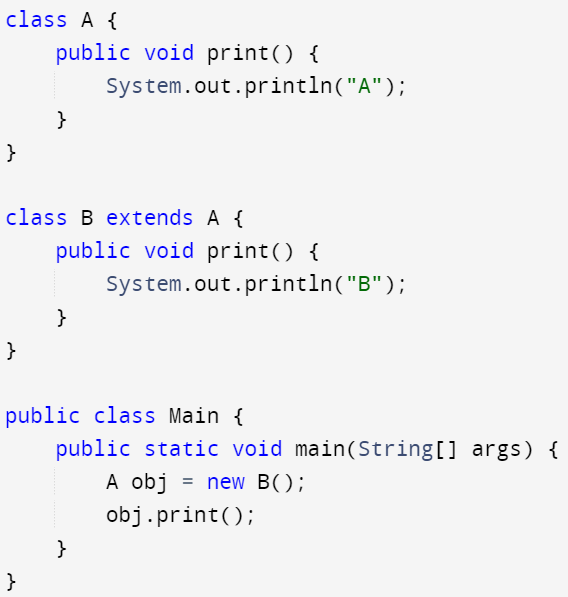 class A {
    public void print() {
        System.out.println("A");
    }
}

class B extends A {
    public void print() {
        System.out.println("B");
    }
}

public class Main {
    public static void main(String[] args) {
        A obj = new B();
        obj.print();
    }
}